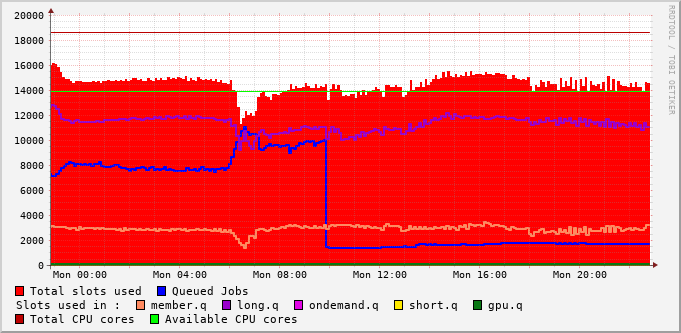 20000
18000
16000
14000
12000
10000
8000
6000
4000
2000
0
Mon 00:00 Mon 04:00 Mon 08:00 Mon 12:00 Mon 16:00 Mon 20:00
RRDTOOL / TOBI OETIKER
Total slots used Queued Jobs
Slots used in : member.q long.q ondemand.q short.q gpu.q
Total CPU cores Available CPU cores